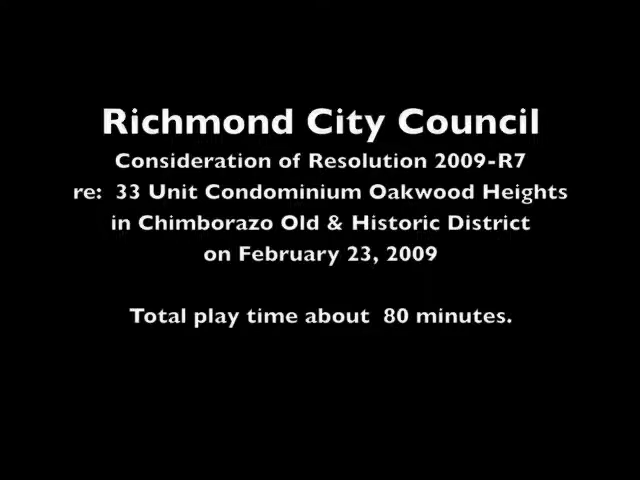 Richmond City Council
Consideration of Resolution 2009-R7
re:  33 Unit Condominium Oakwood Heights
in Chimborazo Old & Historic District
on February 23, 2009
Total play time about  80 minutes.